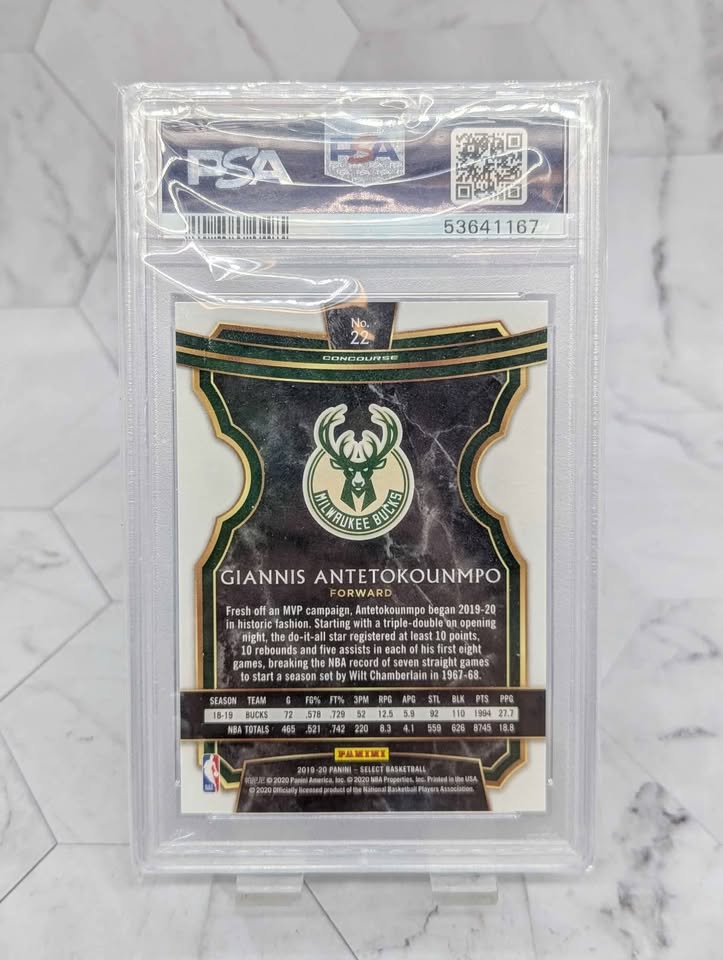 PSA
PSA
53641167
No.
22
CONCOURSE
MILWAUKEE BUCKS
GIANNIS ANTETOKOUNMPO
FORWARD
Fresh off an MVP campaign, Antetokounmpo began 2019-20
in historic fashion. Starting with a triple-double on opening
night, the do-it-all star registered at least 10 points,
10 rebounds and five assists in each of his first eight
games, breaking the NBA record of seven straight games
to start a season set by Wilt Chamberlain in 1967-68.
SEASON TEAM G FG% FT% 3PM RPG APG STL BLK PTS PPG
18-19 BUCKS 72 .578 .729 52 12.5 5.9 92 110 1994 27.7
NBA TOTALS 465 .521 .742 220 8.3 4.1 559 626 8745 18.8
PANINI
2019-20 PANINI – SELECT BASKETBALL
© 2020 Panini America, Inc. © 2020 NBA Properties, Inc. Printed in the USA.
© 2020 Officially licensed product of the National Basketball Players Association.